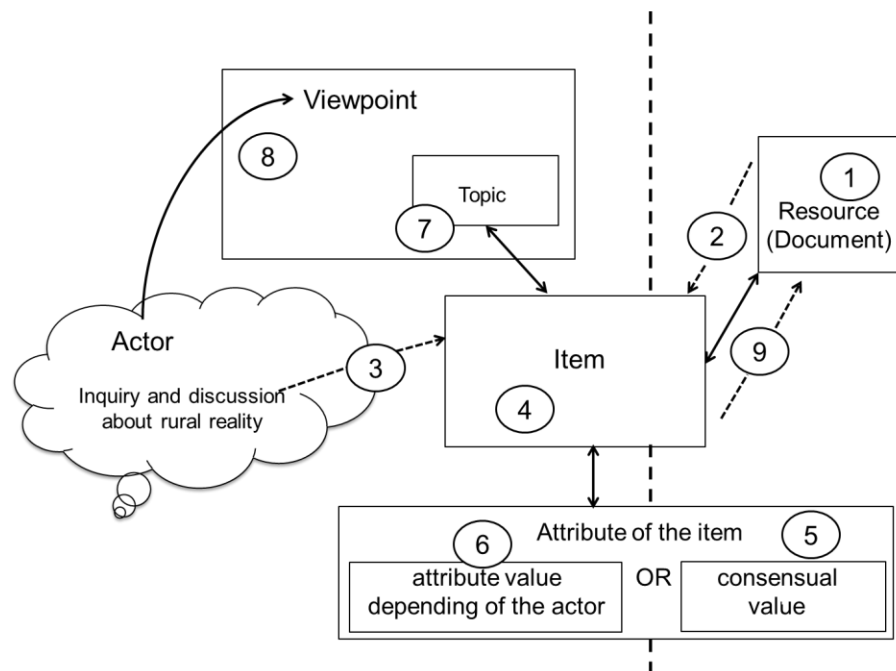 Viewpoint
8
Topic
7
1
Resource
(Document)
2
Actor
Inquiry and discussion
about rural reality
3
Item
4
9
Attribute of the item
5
6
attribute value
depending of the actor
OR
consensual
value